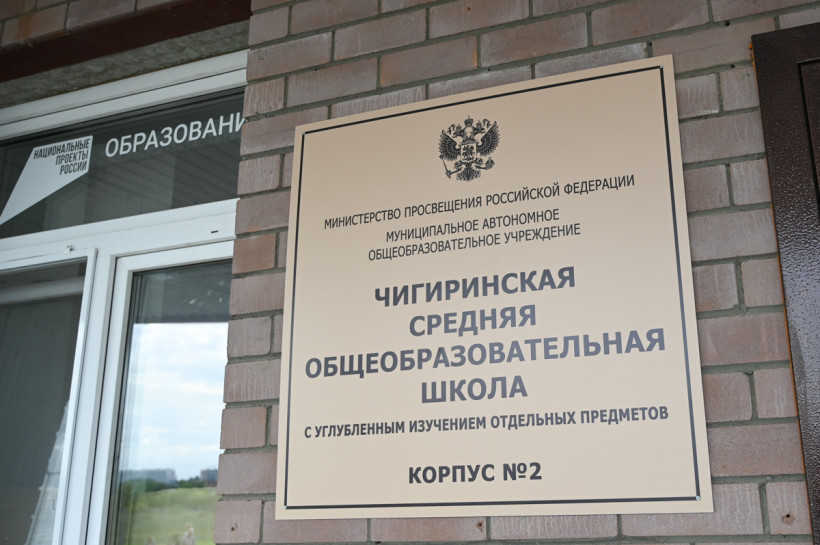 НАЦИОНАЛЬНЫЕ
ПРОЕКТЫ
РОССИИ
ОБРАЗОВАНИ
МИНИСТЕРСТВО ПРОСВЕЩЕНИЯ РОССИЙСКОЙ ФЕДЕРАЦИИ
МУНИЦИПАЛЬНОЕ АВТОНОМНОЕ
ОБЩЕОБРАЗОВАТЕЛЬНОЕ УЧРЕЖДЕНИЕ
ЧИГИРИНСКАЯ
СРЕДНЯЯ
ОБЩЕОБРАЗОВАТЕЛЬНАЯ
ШКОЛА
С УГЛУБЛЕННЫМ ИЗУЧЕНИЕМ ОТДЕЛЬНЫХ ПРЕДМЕТОВ
КОРПУС №2